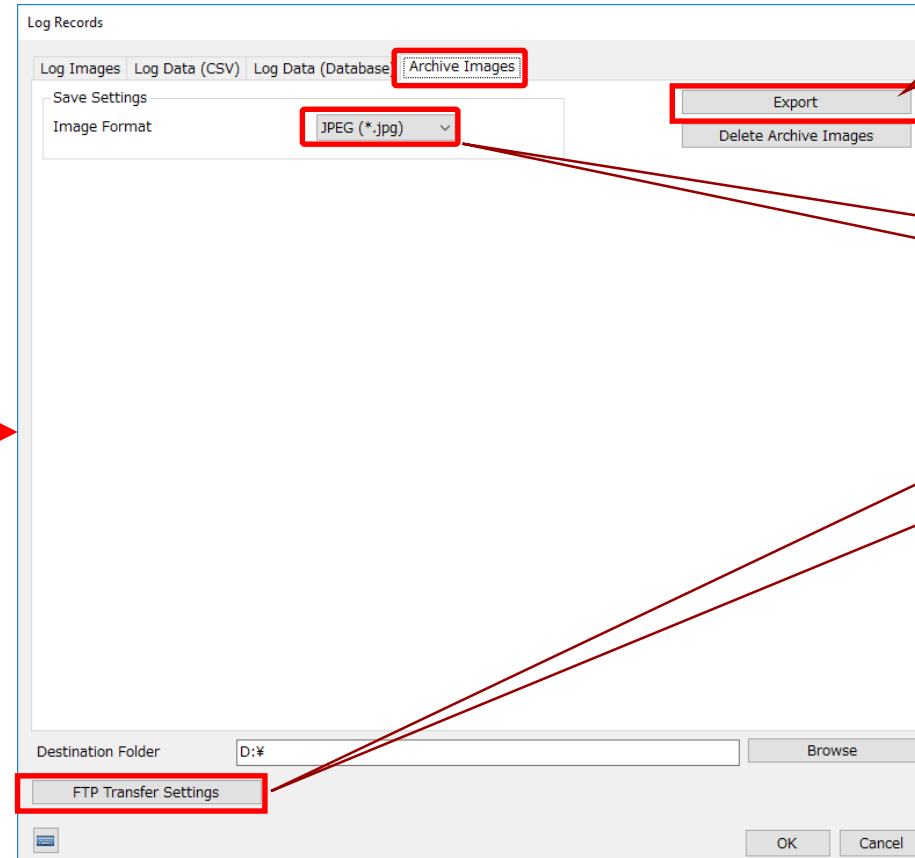 Log Records
Log Images Log Data (CSV) Log Data (Database) Archive Images
Save Settings
Image Format JPEG (*.jpg)
Export
Delete Archive Images
Destination Folder D:¥ Browse
FTP Transfer Settings
OK Cancel